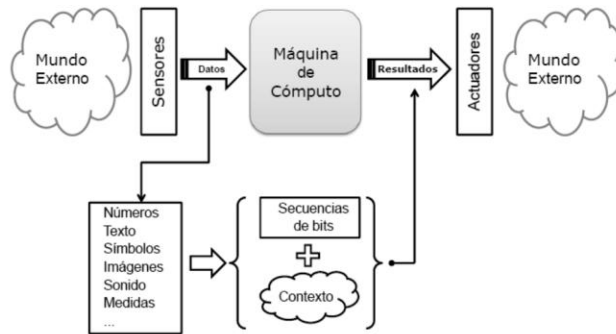 Mundo
Externo
Sensores
Datos
Máquina
de
Cómputo
Resultados
Actuadores
Mundo
Externo
Números
Texto
Símbolos
Imágenes
Sonido
Medidas
...
Secuencias
de bits
Contexto